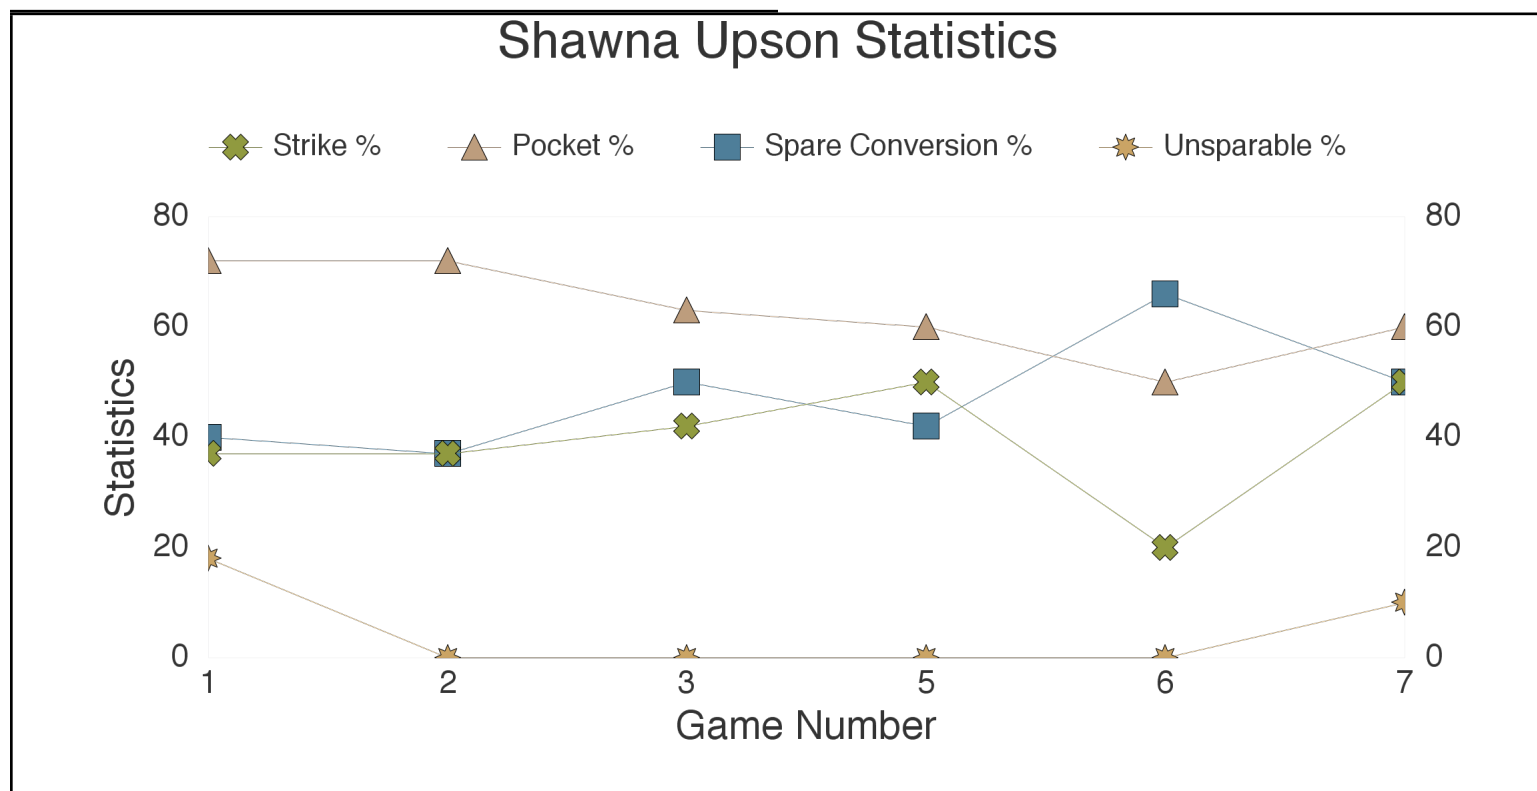 Shawna Upson Statistics
Strike % Pocket % Spare Conversion % Unsparable %
80 80
60 60
Statistics
40 40
20 20
0 0
1 2 3 5 6 7
Game Number